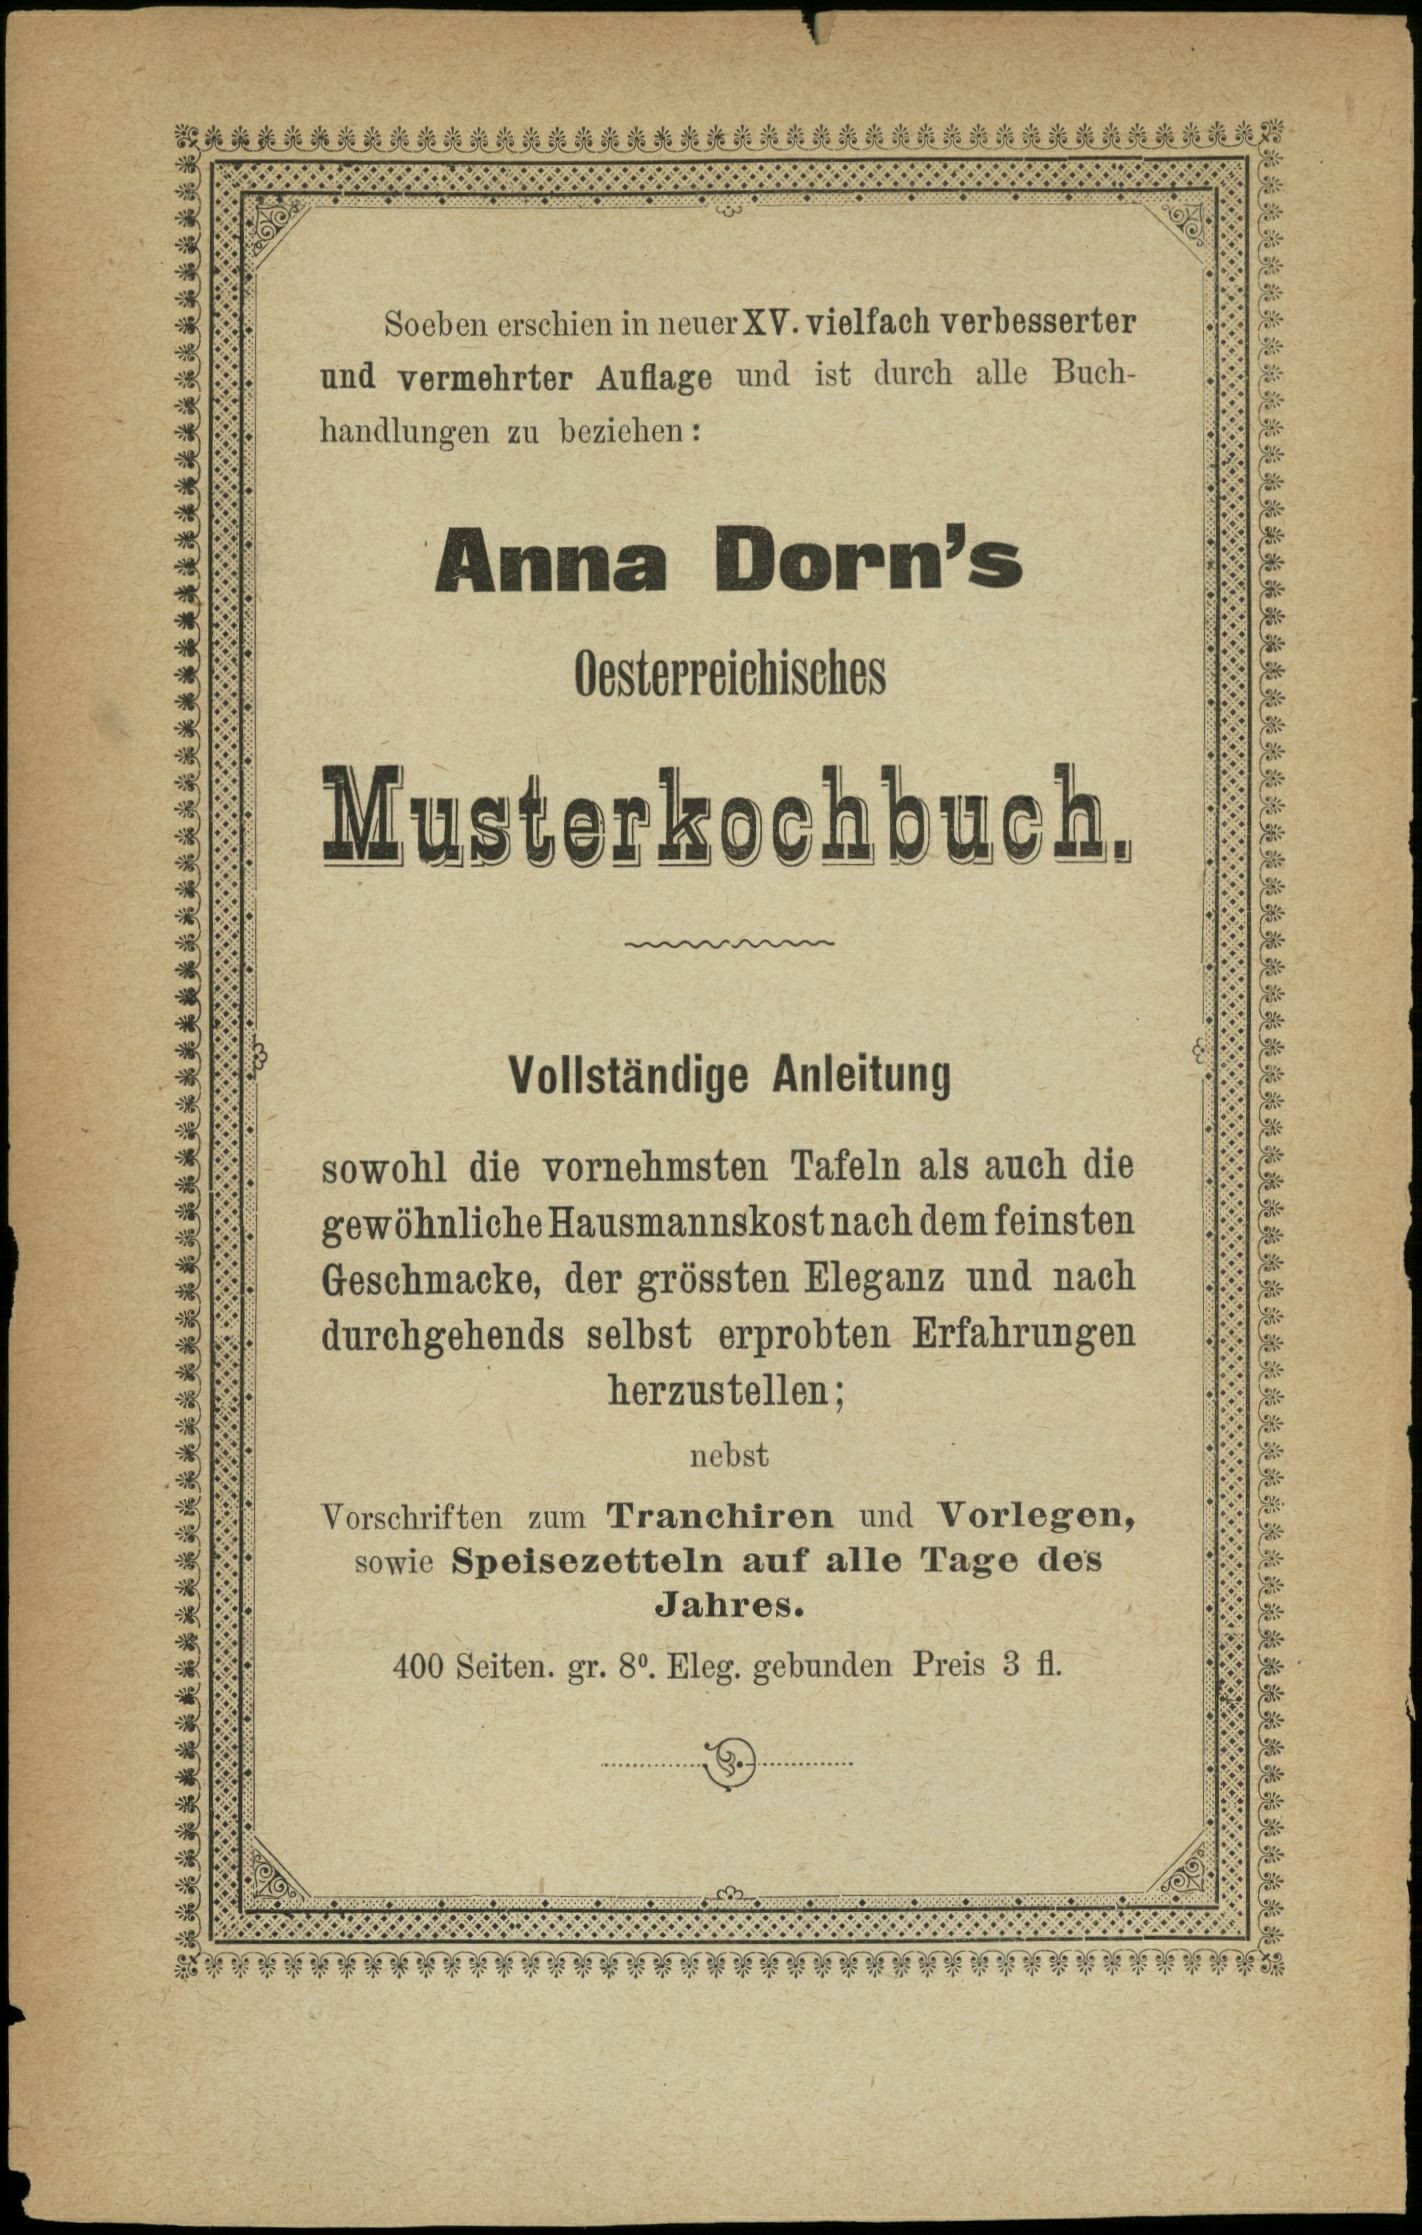 Soeben erschien in neuer XV. vielfach verbesserter
und vermehrter Auflage und ist durch alle Buch-
handlungen zu beziehen:
Anna Dorn's
Oesterreichisches
Musterkochbuch.
Vollständige Anleitung
sowohl die vornehmsten Tafeln als auch die
gewöhnliche Hausmannskost nach dem feinsten
Geschmacke, der grössten Eleganz und nach
durchgehends selbst erprobten Erfahrungen
herzustellen;
nebst
Vorschriften zum Tranchiren und Vorlegen,
sowie Speisezetteln auf alle Tage des
Jahres.
400 Seiten. gr. 8⁰. Eleg. gebunden Preis 3 fl.